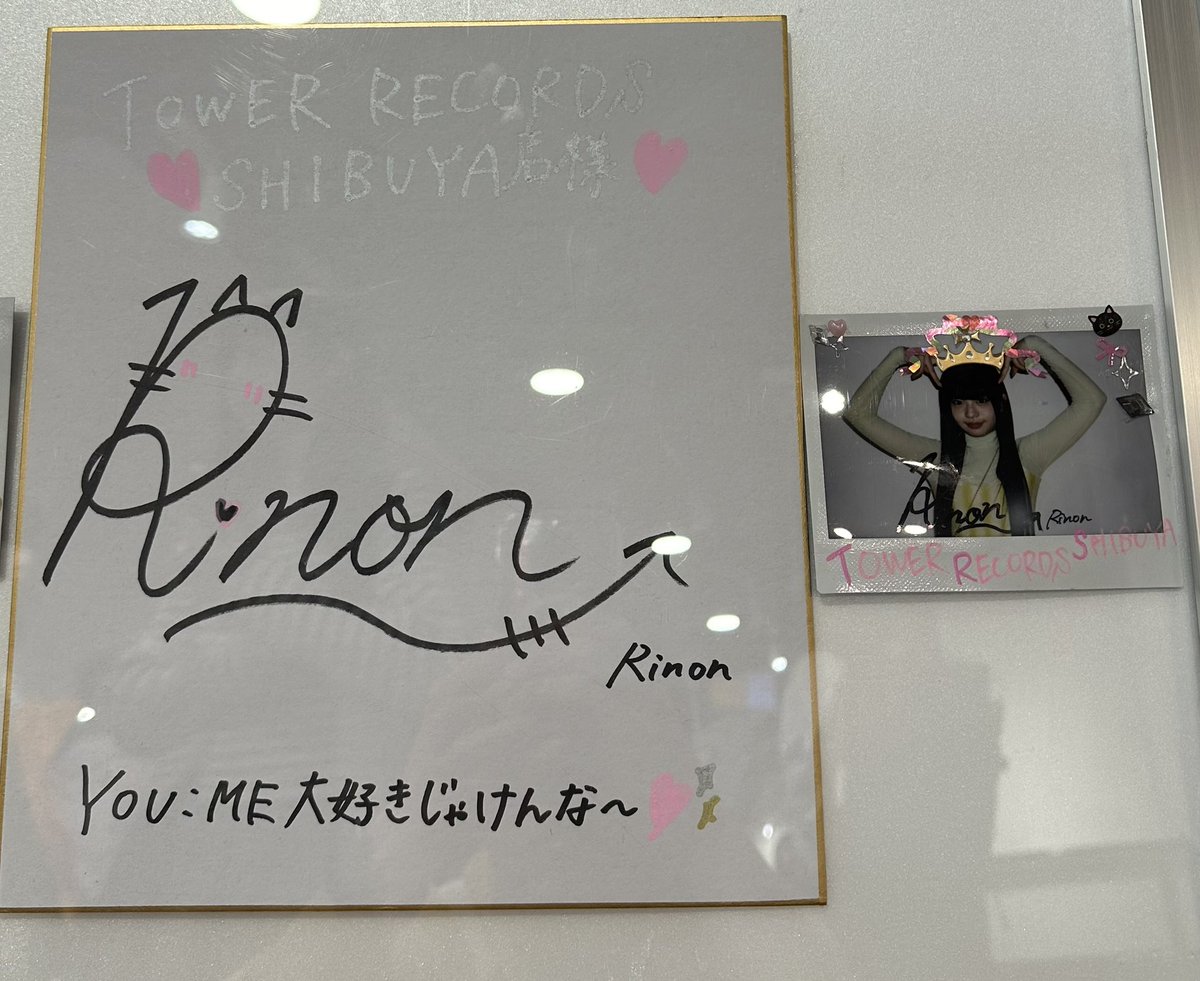 TOWER RECORDS
SHIBUYA店様
Rinon
Rinon
YOU:ME大好きじゃけんな〜
Rinon
Rinon
TOWER RECORDS SHIBUYA